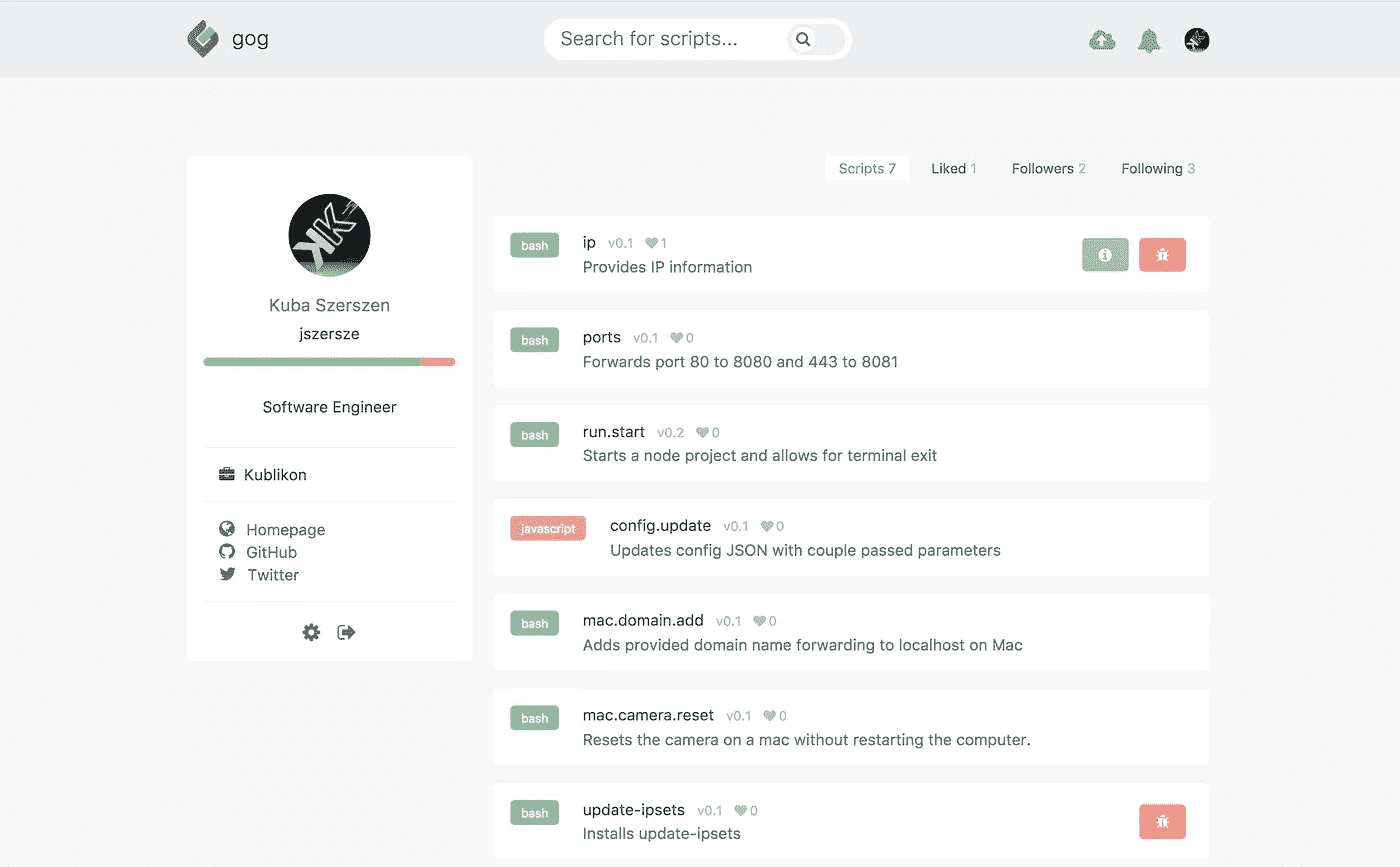 gog
Search for scripts...
Scripts 7 Liked 1 Followers 2 Following 3
Kuba Szerszen
jszersze
Software Engineer
Kublikon
Homepage
GitHub
Twitter
bash ip v0.1 1
Provides IP information
bash ports v0.1 0
Forwards port 80 to 8080 and 443 to 8081
bash run.start v0.2 0
Starts a node project and allows for terminal exit
javascript config.update v0.1 0
Updates config JSON with couple passed parameters
bash mac.domain.add v0.1 0
Adds provided domain name forwarding to localhost on Mac
bash mac.camera.reset v0.1 0
Resets the camera on a mac without restarting the computer.
bash update-ipsets v0.1 0
Installs update-ipsets